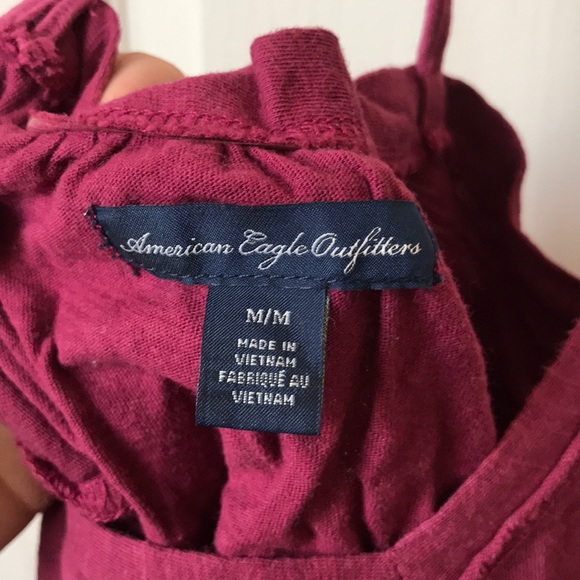 American Eagle Outfitters
M/M
MADE IN
VIETNAM
FABRIQUÉ AU
VIETNAM